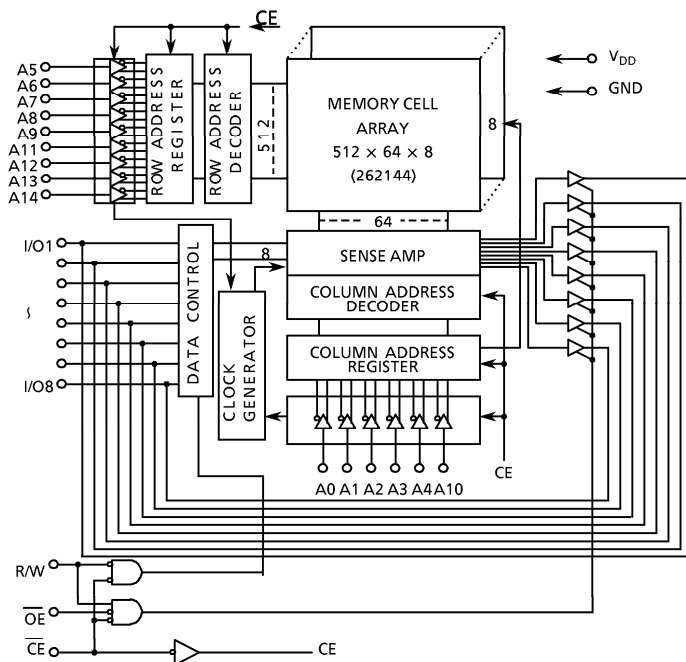 CE
VDD
GND
A5
A6
A7
A8
A9
A11
A12
A13
A14
ROW ADDRESS
REGISTER
ROW ADDRESS
DECODER
512
MEMORY CELL
ARRAY
512 × 64 × 8
(262144)
8
64
I/O1
I/O8
DATA CONTROL
8
SENSE AMP
COLUMN ADDRESS
DECODER
CLOCK
GENERATOR
COLUMN ADDRESS
REGISTER
CE
A0 A1 A2 A3 A4 A10
R/W
OE
CE
CE